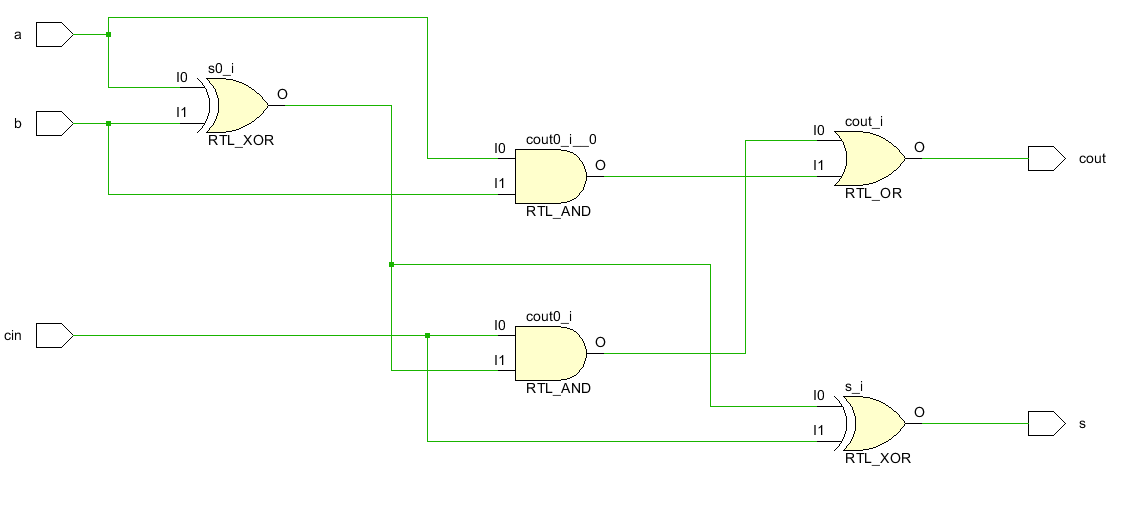 a
s0_i
I0
O
I1
b
RTL_XOR
cout0_i__0
I0
O
I1
RTL_AND
cout_i
I0
O
I1
cout
RTL_OR
cin
cout0_i
I0
O
I1
RTL_AND
s_i
I0
O
I1
s
RTL_XOR